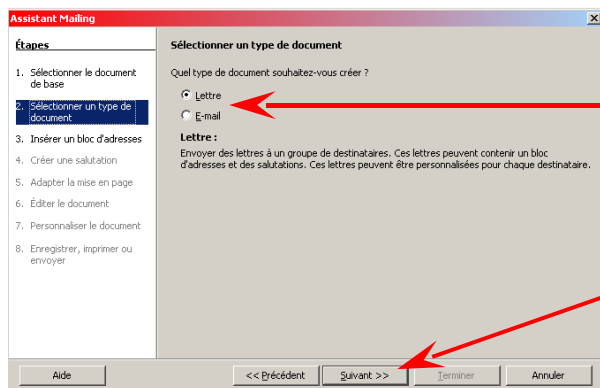 Assistant Mailing
Étapes
1. Sélectionner le document
de base
2. Sélectionner un type de
document
3. Insérer un bloc d'adresses
4. Créer une salutation
5. Adapter la mise en page
6. Éditer le document
7. Personnaliser le document
8. Enregistrer, imprimer ou
envoyer
Sélectionner un type de document
Quel type de document souhaitez-vous créer ?
Lettre
E-mail
Lettre :
Envoyer des lettres à un groupe de destinataires. Ces lettres peuvent contenir un bloc
d'adresses et des salutations. Ces lettres peuvent être personnalisées pour chaque destinataire.
Aide
<< Précédent
Suivant >>
Terminer
Annuler